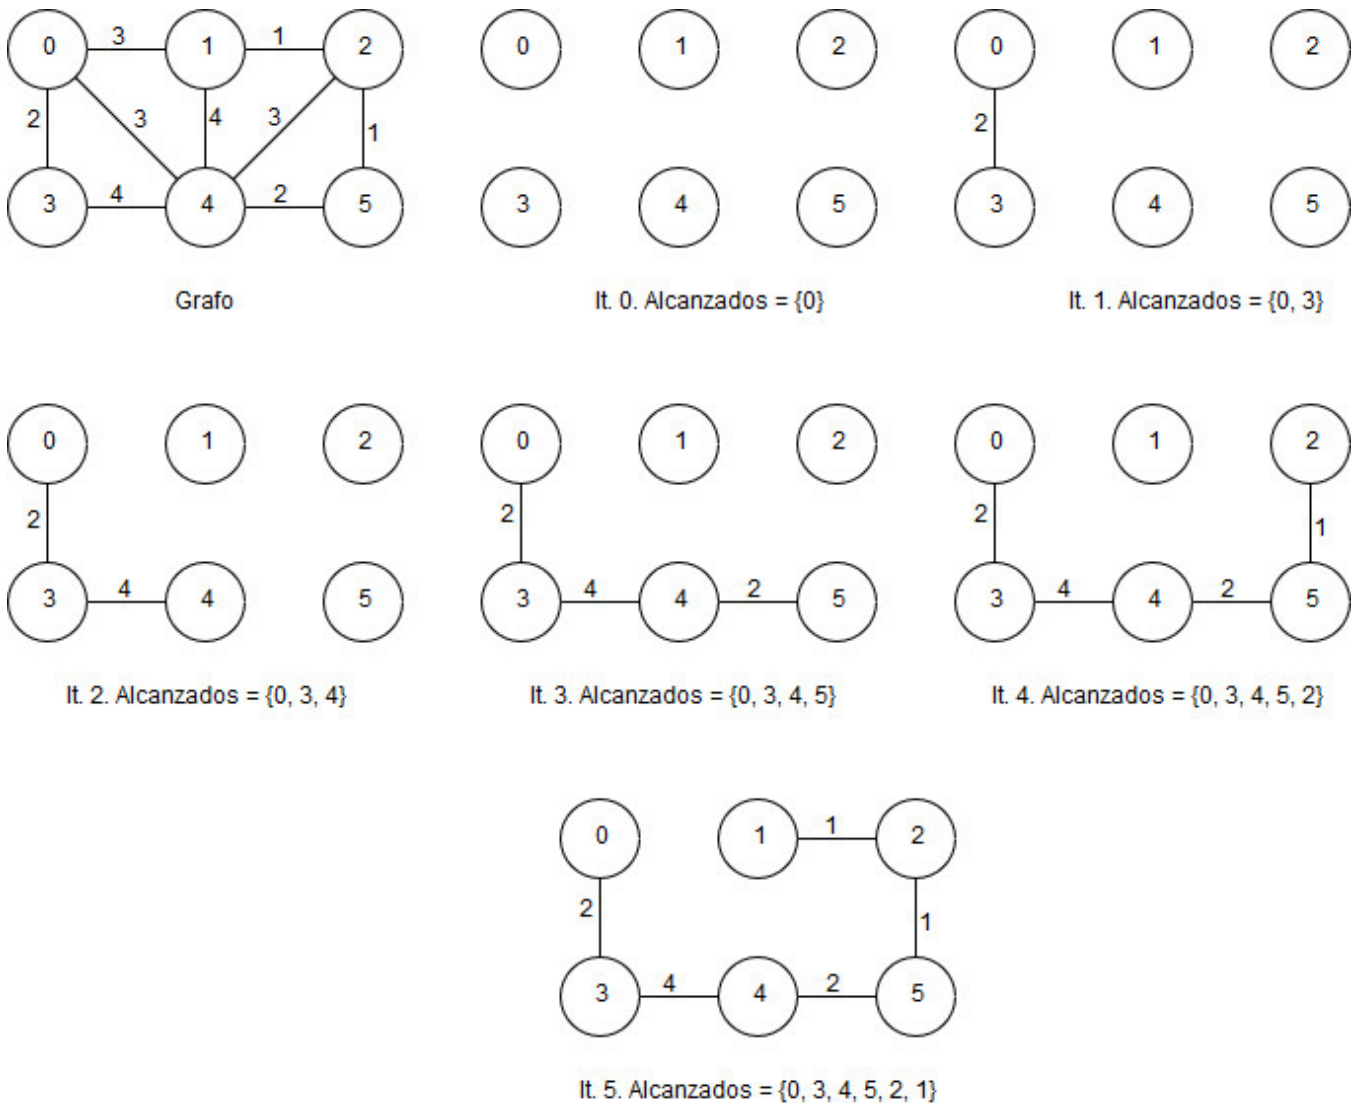 0 3 1 1 2 0 1 2 0 1 2
2 3 4 3 1 2
3 4 4 2 5 3 4 5 3 4 5
Grafo It. 0. Alcanzados = {0} It. 1. Alcanzados = {0, 3}
0 1 2 0 1 2 0 1 2
2 2 2 1
3 4 4 5 3 4 4 2 5 3 4 4 2 5
It. 2. Alcanzados = {0, 3, 4} It. 3. Alcanzados = {0, 3, 4, 5} It. 4. Alcanzados = {0, 3, 4, 5, 2}
0 1 1 2
2 1
3 4 4 2 5
It. 5. Alcanzados = {0, 3, 4, 5, 2, 1}